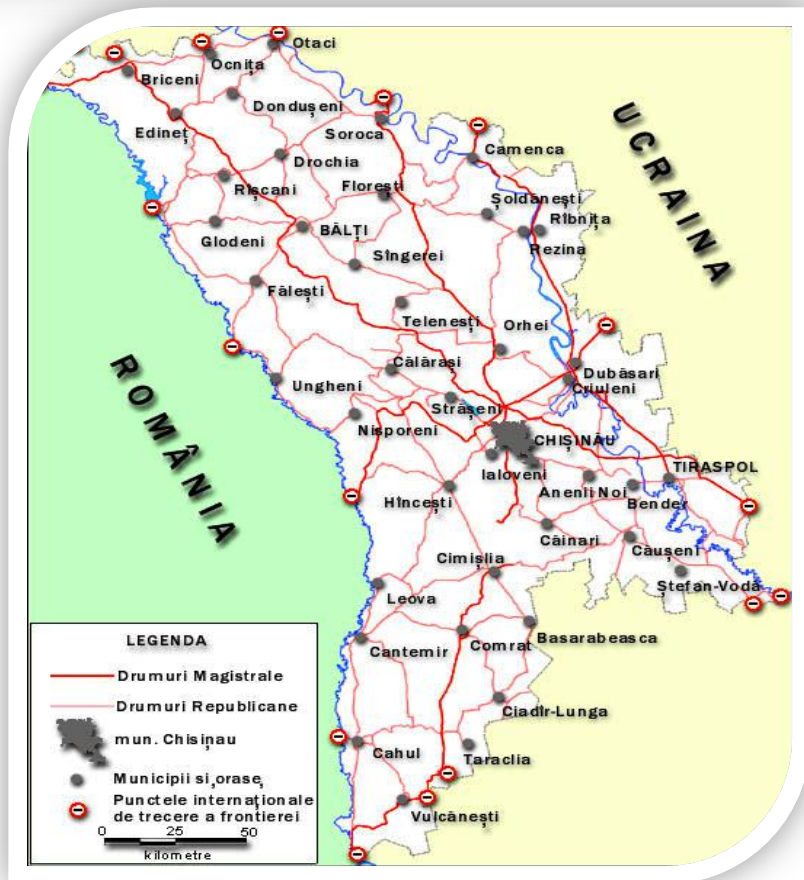 Otaci
Ocnița
Briceni
Dondușeni
Edineț
Soroca
Camenca
UCRAINA
Drochia
Rîșcani
Florești
Șoldănești
Rîbnița
Glodeni
BĂLȚI
Rezina
Sîngerei
Fălești
Telenești
Orhei
ROMÂNIA
Călărași
Dubăsari
Criuleni
Ungheni
Strășeni
Nisporeni
CHIȘINĂU
Ialoveni
TIRASPOL
Anenii Noi
Bender
Hîncești
Căinari
Căușeni
Cimișlia
Ștefan-Vodă
Leova
Basarabeasca
Cantemir
Comrat
Ciadîr-Lunga
Cahul
Taraclia
Vulcănești
LEGENDA
Drumuri Magistrale
Drumuri Republicane
mun. Chisinau
Municipii si orase,
Punctele internaționale
de trecere a frontierei
0 25 50
kilometre